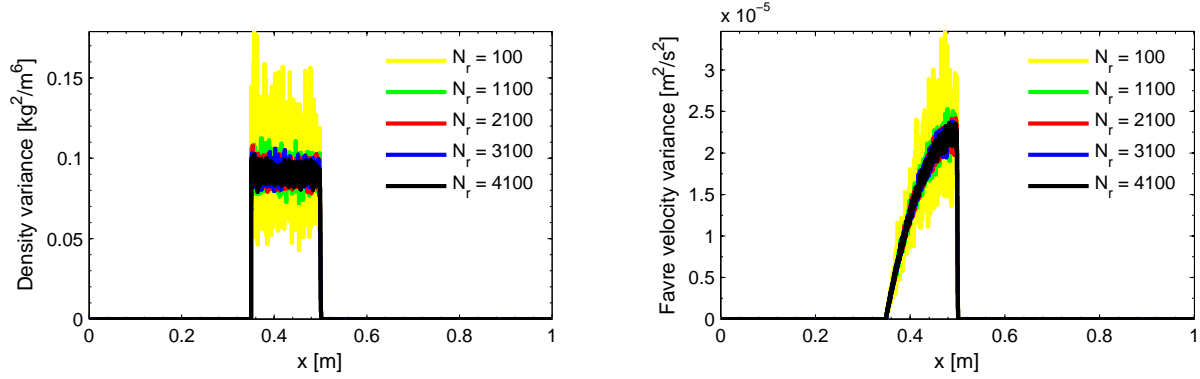 Density variance [kg²/m⁶]
0.15
0.1
0.05
0
0 0.2 0.4 0.6 0.8 1
x [m]
N_r = 100
N_r = 1100
N_r = 2100
N_r = 3100
N_r = 4100
x 10⁻⁵
Favre velocity variance [m²/s²]
3
2.5
2
1.5
1
0.5
0
0 0.2 0.4 0.6 0.8 1
x [m]
N_r = 100
N_r = 1100
N_r = 2100
N_r = 3100
N_r = 4100